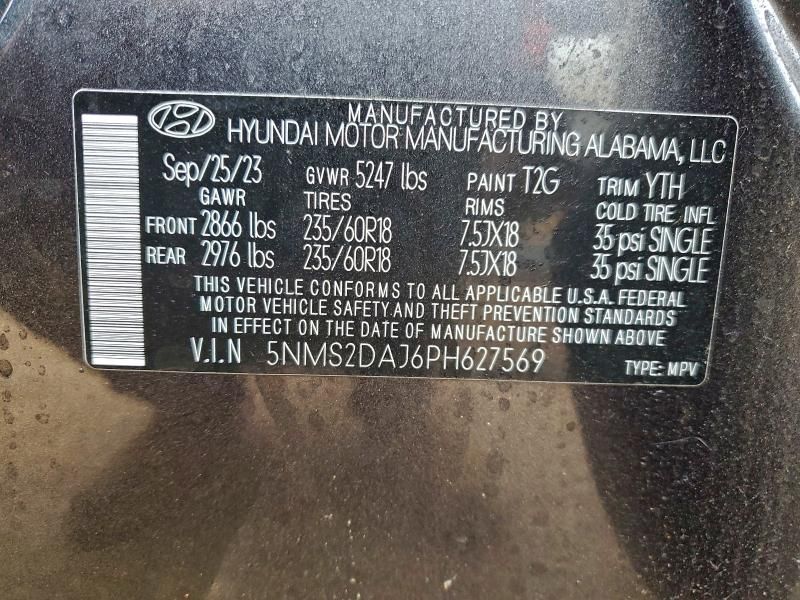 MANUFACTURED BY
HYUNDAI MOTOR MANUFACTURING ALABAMA, LLC
Sep/25/23 GVWR 5247 lbs PAINT T2G TRIM YTH
GAWR TIRES RIMS COLD TIRE INFL
FRONT 2866 lbs 235/60R18 7.5JX18 35 psi SINGLE
REAR 2976 lbs 235/60R18 7.5JX18 35 psi SINGLE
THIS VEHICLE CONFORMS TO ALL APPLICABLE U.S.A. FEDERAL
MOTOR VEHICLE SAFETY AND THEFT PREVENTION STANDARDS
IN EFFECT ON THE DATE OF MANUFACTURE SHOWN ABOVE
V.I.N 5NMS2DAJ6PH627569 TYPE: MPV